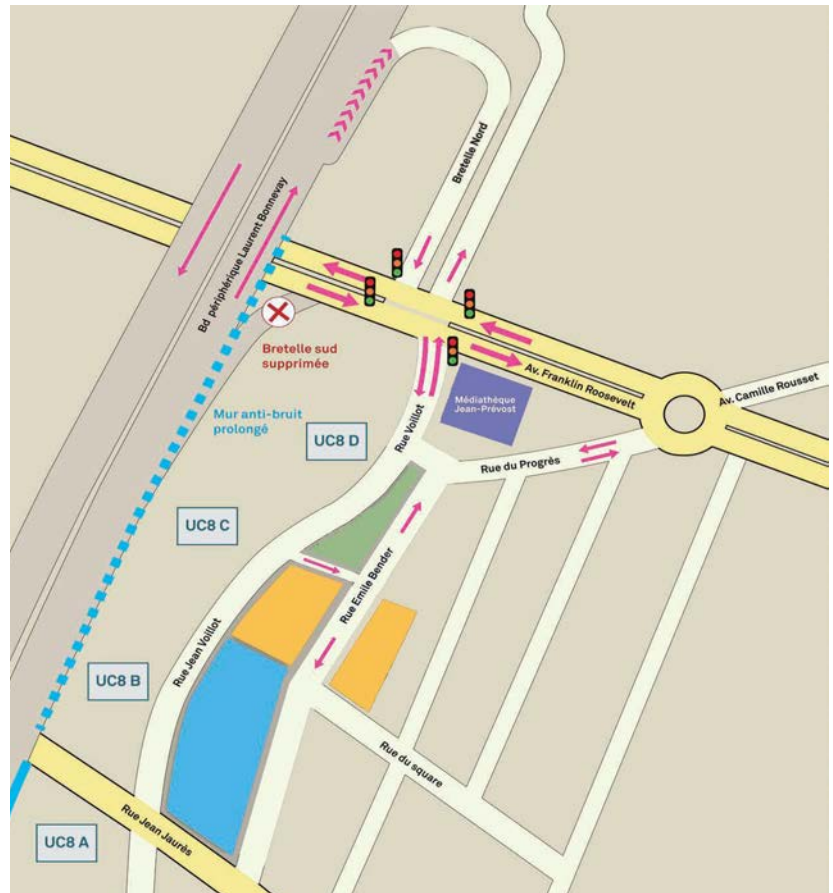 Bretelle Nord
Bd périphérique Laurent Bonnevay
Bretelle sud
supprimée
Av. Franklin Roosevelt
Av. Camille Rousset
Médiathèque
Jean-Prévost
Mur anti-bruit
prolongé
Rue Voillot
UC8 D
Rue du Progrès
UC8 C
Rue Emile Bender
Rue Jean Voillot
UC8 B
Rue du square
Rue Jean Jaurès
UC8 A